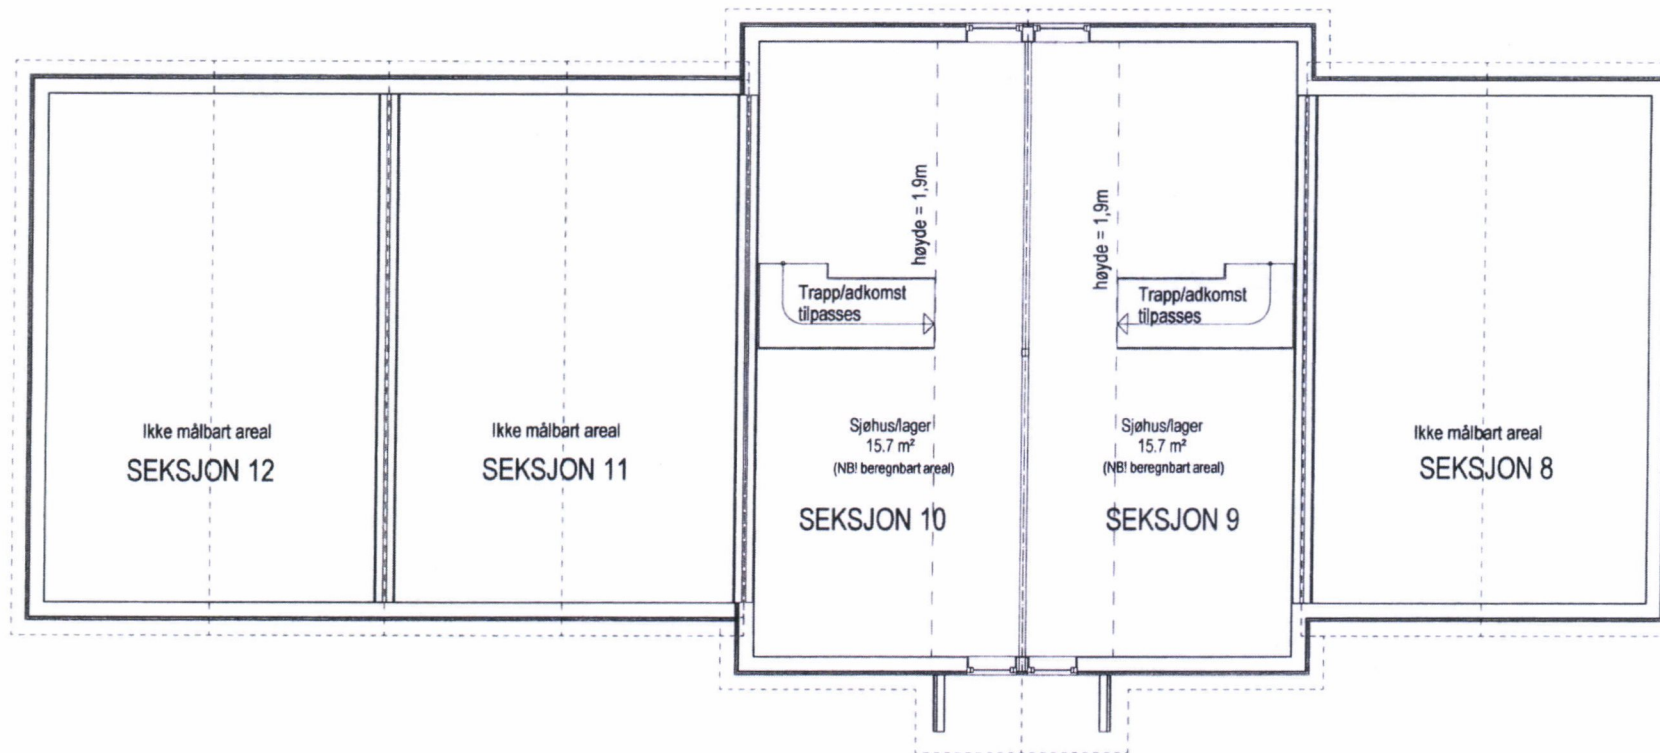 høyde = 1,9m
høyde = 1,9m
Trapp/adkomst
tilpasses
Trapp/adkomst
tilpasses
Ikke målbart areal
SEKSJON 12
Ikke målbart areal
SEKSJON 11
Sjøhus/lager
15.7 m²
(NB! beregnbart areal)
SEKSJON 10
Sjøhus/lager
15.7 m²
(NB! beregnbart areal)
SEKSJON 9
Ikke målbart areal
SEKSJON 8